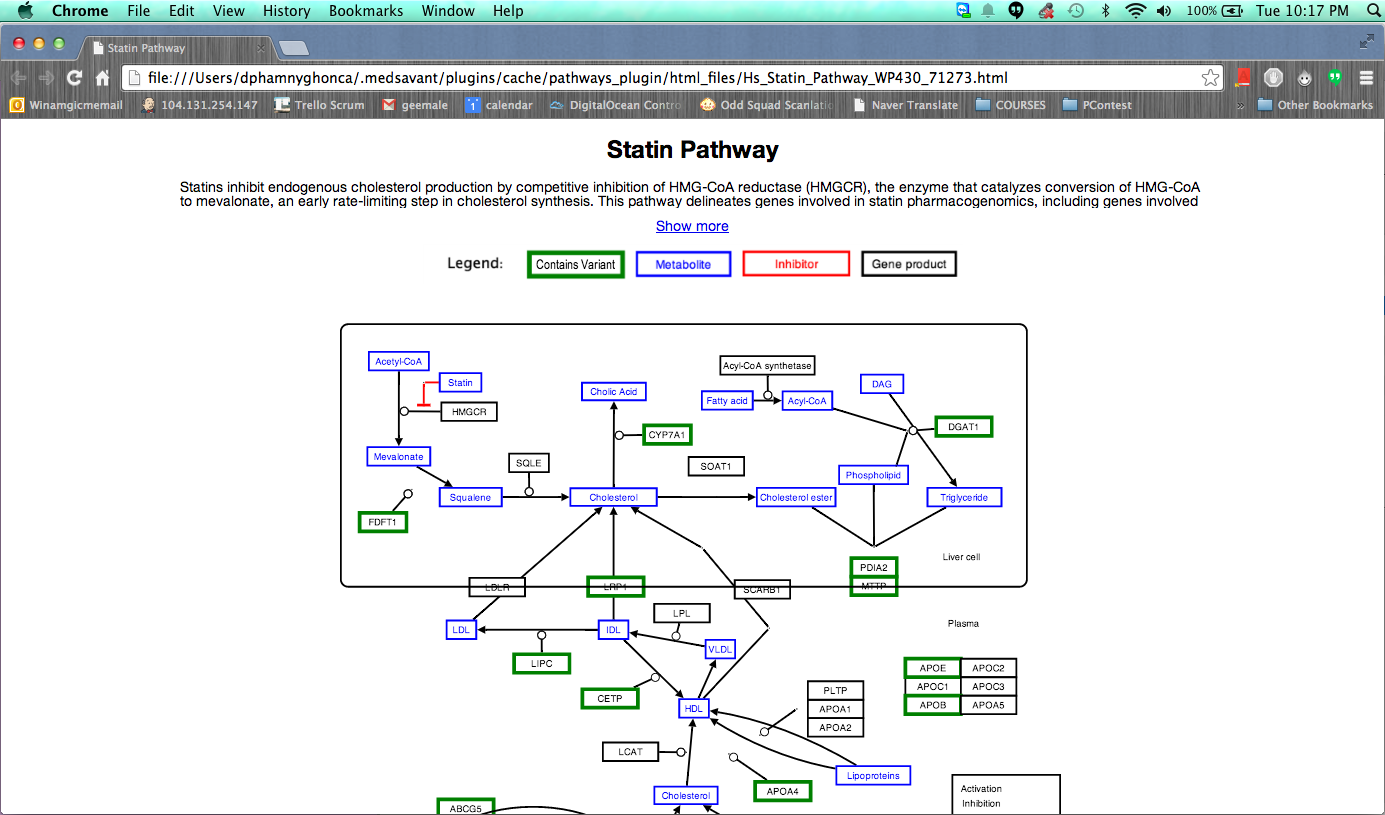 Chrome File Edit View History Bookmarks Window Help 100% Tue 10:17 PM
Statin Pathway
file:///Users/dphamnyghonca/.medsavant/plugins/cache/pathways_plugin/html_files/Hs_Statin_Pathway_WP430_71273.html
Winamagicmemail 104.131.254.147 Trello Scrum geemale 1 calendar DigitalOcean Contro Odd Squad Scanlatic Naver Translate COURSES PContest » Other Bookmarks
Statin Pathway
Statins inhibit endogenous cholesterol production by competitive inhibition of HMG-CoA reductase (HMGCR), the enzyme that catalyzes conversion of HMG-CoA
to mevalonate, an early rate-limiting step in cholesterol synthesis. This pathway delineates genes involved in statin pharmacogenomics, including genes involved
Show more
Legend: Contains Variant Metabolite Inhibitor Gene product
Acetyl-CoA
Acyl-CoA synthetase
Statin
DAG
Cholic Acid
Fatty acid Acyl-CoA
HMGCR
DGAT1
CYP7A1
Mevalonate
SQLE
SOAT1
Phospholipid
Squalene Cholesterol Cholesterol ester Triglyceride
FDFT1
Liver cell
PDIA2
LDLR LRP1 SCARB1 MTTP
LPL
Plasma
LDL IDL
VLDL
LIPC
APOE APOC2
APOC1 APOC3
APOB APOA5
CETP
PLTP
HDL
APOA1
APOA2
LCAT
Lipoproteins
Cholesterol
APOA4
Activation
Inhibition
ABCG5